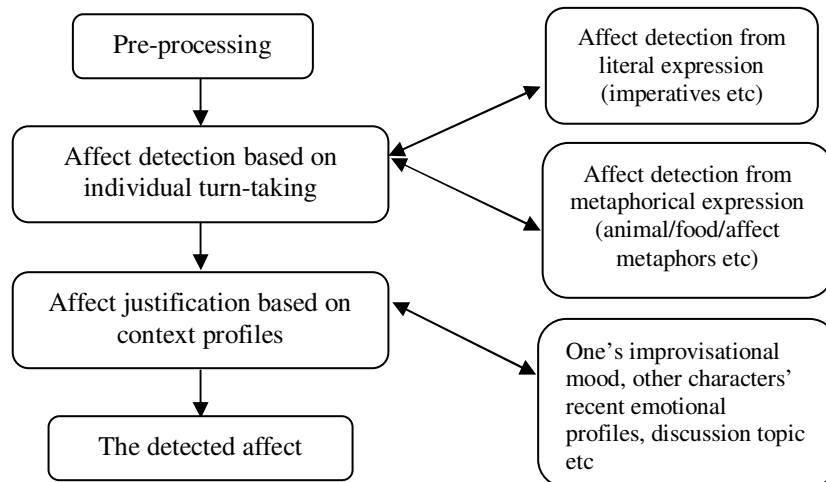 Pre-processing
Affect detection from
literal expression
(imperatives etc)
Affect detection based on
individual turn-taking
Affect detection from
metaphorical expression
(animal/food/affect
metaphors etc)
Affect justification based on
context profiles
One’s improvisational
mood, other characters’
recent emotional
profiles, discussion topic
etc
The detected affect